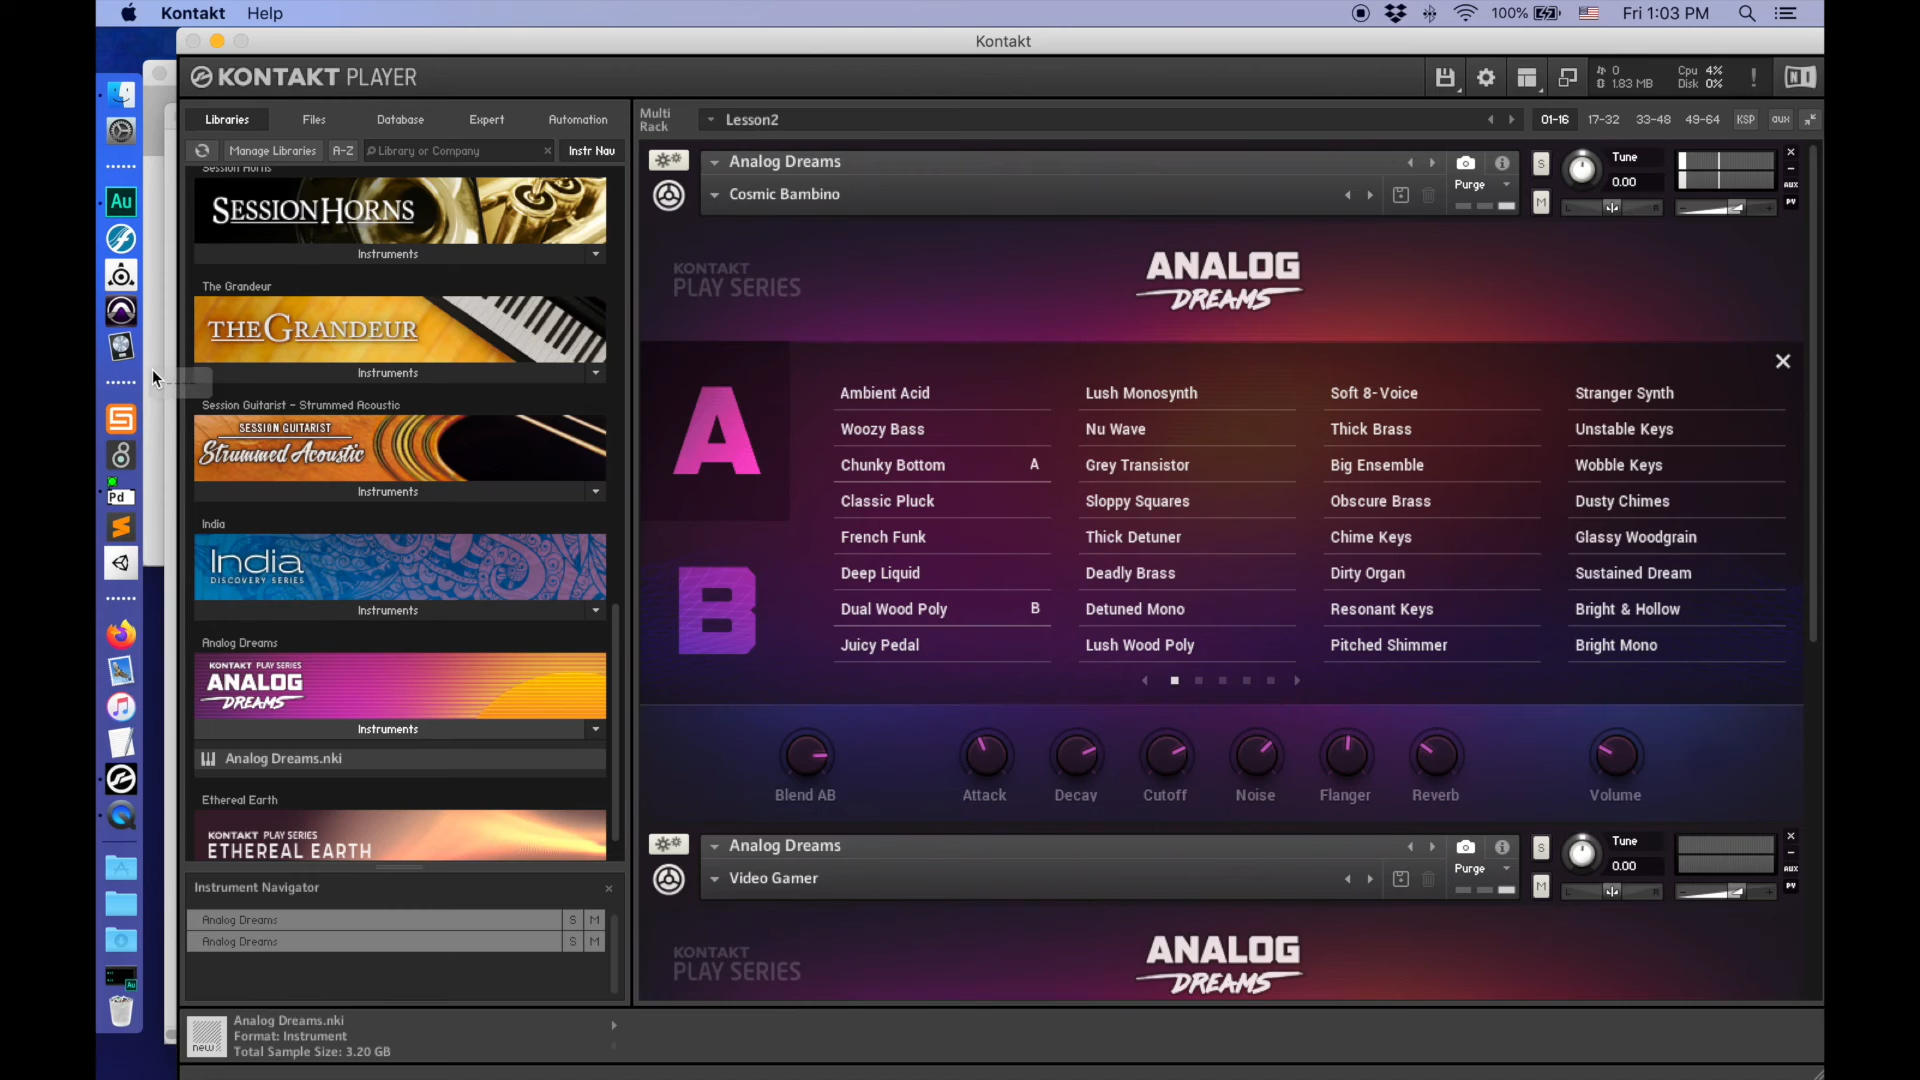 Kontakt Help 100% Fri 1:03 PM
Kontakt
KONTAKT PLAYER
0
1.83 MB
Cpu 4%
Disk 0%
!
Libraries Files Database Expert Automation
Multi
Rack
Lesson2
01-16 17-32 33-48 49-64 KSP aux
Manage Libraries A-Z Library or Company × Instr Nav
Session Horns
SESSION HORNS
Instruments
The Grandeur
THE GRANDEUR
Instruments
Session Guitarist - Strummed Acoustic
SESSION GUITARIST
Strummed Acoustic
Instruments
India
India
DISCOVERY SERIES
Instruments
Analog Dreams
KONTAKT PLAY SERIES
ANALOG
DREAMS
Instruments
Analog Dreams.nki
Ethereal Earth
KONTAKT PLAY SERIES
ETHEREAL EARTH
Instrument Navigator
Analog Dreams S M
Analog Dreams S M
new
Analog Dreams.nki
Format: Instrument
Total Sample Size: 3.20 GB
Au
Pd
Au
Analog Dreams
Cosmic Bambino
Purge
S
M
Tune
0.00
L R
AUX
PV
KONTAKT
PLAY SERIES
ANALOG
DREAMS
A
B
Ambient Acid Lush Monosynth Soft 8-Voice Stranger Synth
Woozy Bass Nu Wave Thick Brass Unstable Keys
Chunky Bottom A Grey Transistor Big Ensemble Wobble Keys
Classic Pluck Sloppy Squares Obscure Brass Dusty Chimes
French Funk Thick Detuner Chime Keys Glassy Woodgrain
Deep Liquid Deadly Brass Dirty Organ Sustained Dream
Dual Wood Poly B Detuned Mono Resonant Keys Bright & Hollow
Juicy Pedal Lush Wood Poly Pitched Shimmer Bright Mono
Blend AB Attack Decay Cutoff Noise Flanger Reverb Volume
Analog Dreams
Video Gamer
Purge
S
M
Tune
0.00
L R
AUX
PV
KONTAKT
PLAY SERIES
ANALOG
DREAMS